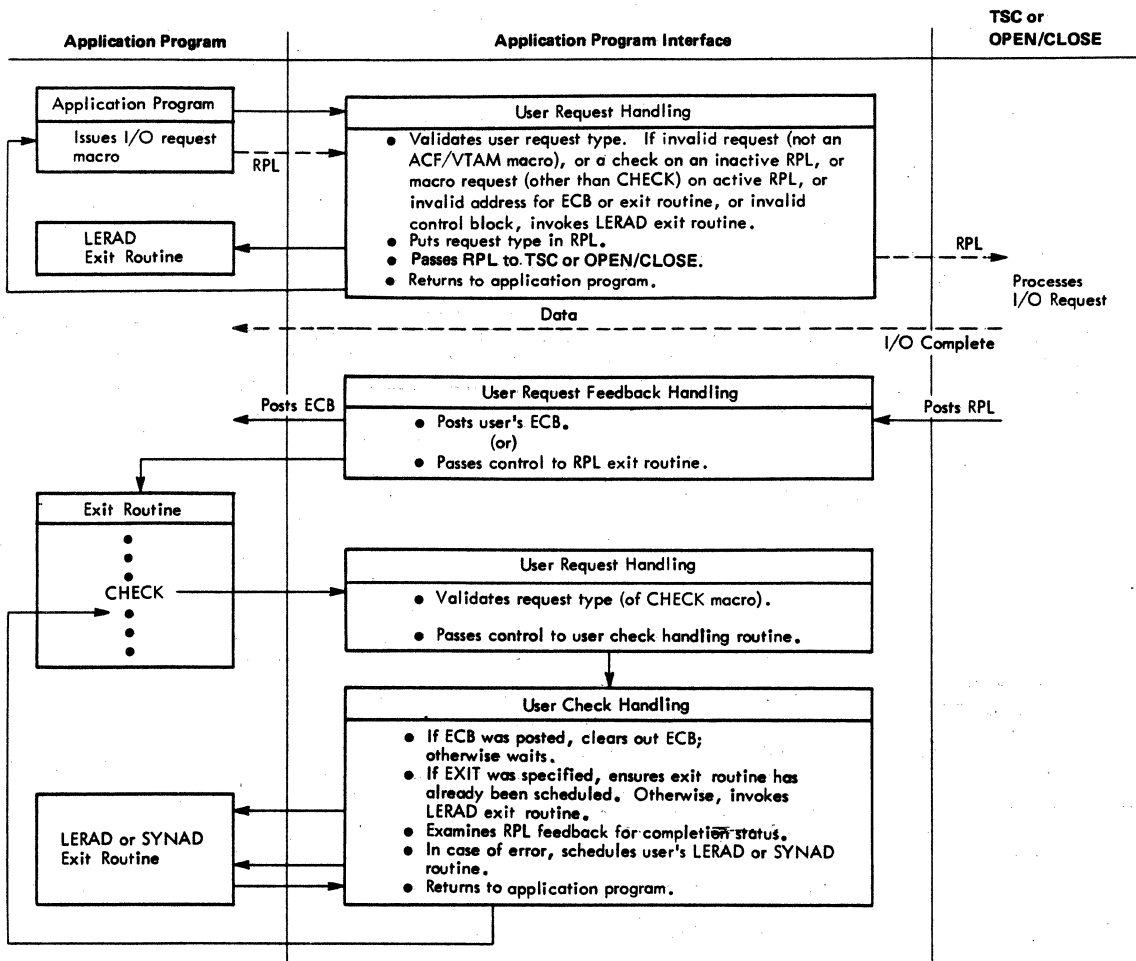 Application Program
Application Program Interface
TSC or
OPEN/CLOSE
Application Program
Issues I/O request
macro
RPL
LERAD
Exit Routine
User Request Handling
● Validates user request type. If invalid request (not an
ACF/VTAM macro), or a check on an inactive RPL, or
macro request (other than CHECK) on active RPL, or
invalid address for ECB or exit routine, or invalid
control block, invokes LERAD exit routine.
● Puts request type in RPL.
● Passes RPL to TSC or OPEN/CLOSE.
● Returns to application program.
RPL
Processes
I/O Request
Data
I/O Complete
Posts ECB
User Request Feedback Handling
● Posts user's ECB.
(or)
● Passes control to RPL exit routine.
Posts RPL
Exit Routine
CHECK
User Request Handling
● Validates request type (of CHECK macro).
● Passes control to user check handling routine.
User Check Handling
● If ECB was posted, clears out ECB;
otherwise waits.
● If EXIT was specified, ensures exit routine has
already been scheduled. Otherwise, invokes
LERAD exit routine.
● Examines RPL feedback for completion status.
● In case of error, schedules user's LERAD or SYNAD
routine.
● Returns to application program.
LERAD or SYNAD
Exit Routine